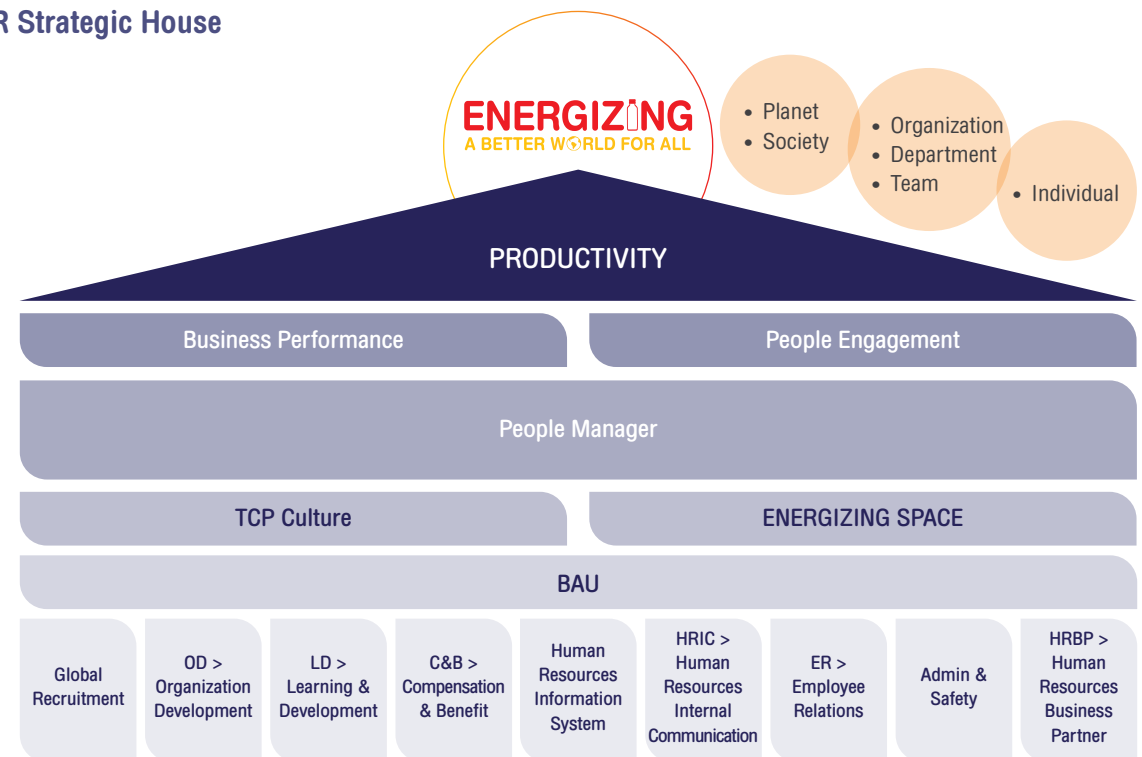 R Strategic House
ENERGIZING
A BETTER WORLD FOR ALL
• Planet
• Society
• Organization
• Department
• Team
• Individual
PRODUCTIVITY
Business Performance
People Engagement
People Manager
TCP Culture
ENERGIZING SPACE
BAU
Global
Recruitment
OD >
Organization
Development
LD >
Learning &
Development
C&B >
Compensation
& Benefit
Human
Resources
Information
System
HRIC >
Human
Resources
Internal
Communication
ER >
Employee
Relations
Admin &
Safety
HRBP >
Human
Resources
Business
Partner